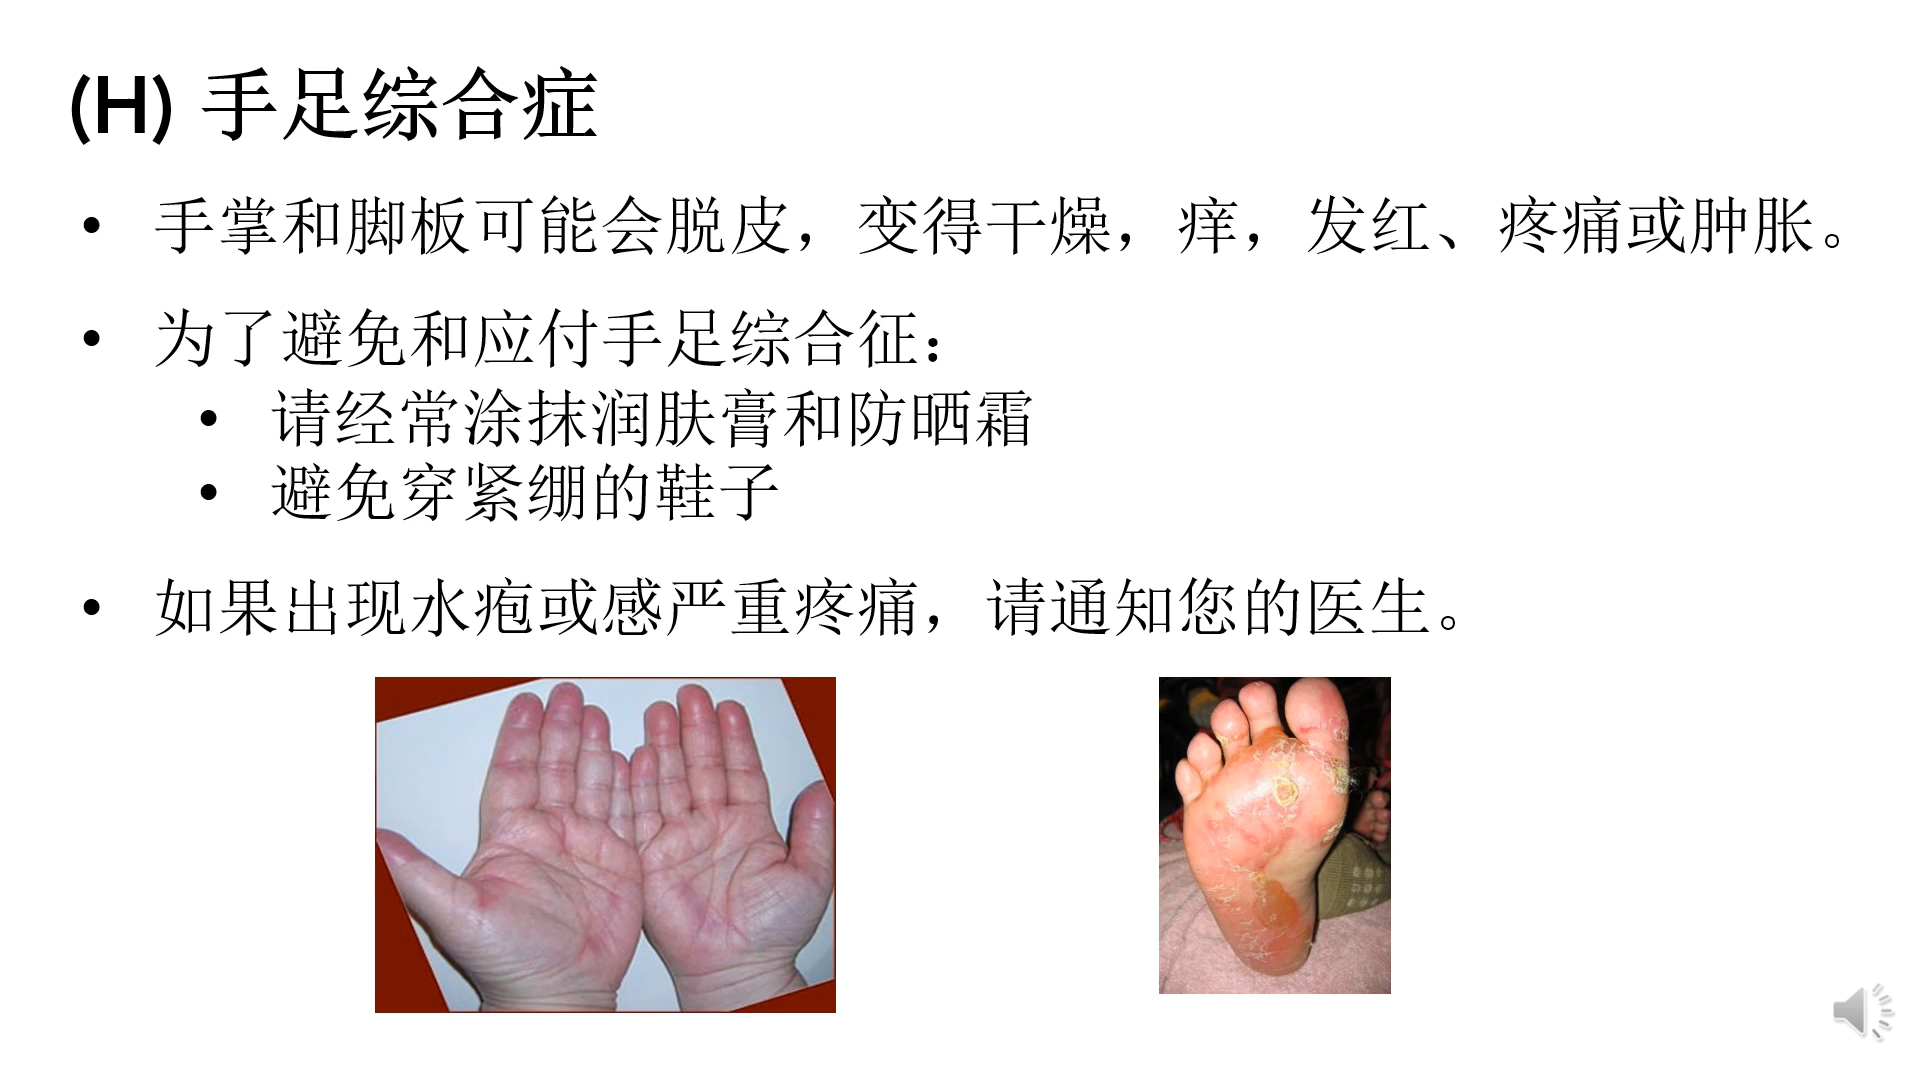 (H) 手足综合症
• 手掌和脚板可能会脱皮，变得干燥，痒，发红、疼痛或肿胀。
• 为了避免和应付手足综合征：
• 请经常涂抹润肤膏和防晒霜
• 避免穿紧绷的鞋子
• 如果出现水疱或感严重疼痛，请通知您的医生。